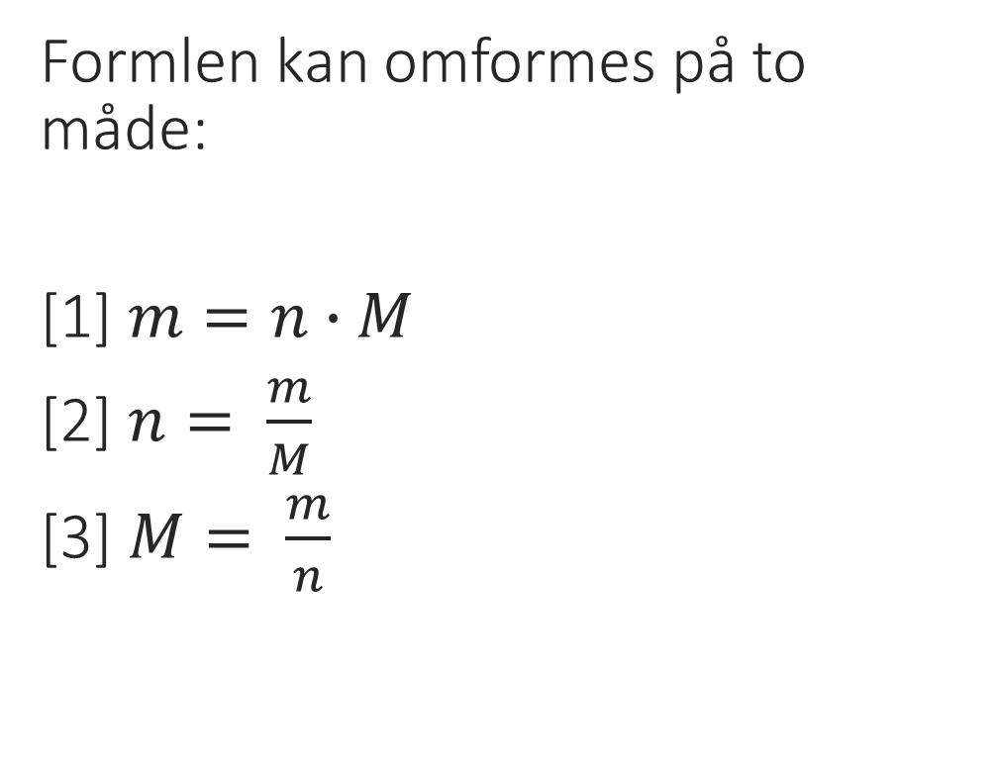 Formlen kan omformes på to
måde:
[1] m = n · M
[2] n = m/M
[3] M = m/n